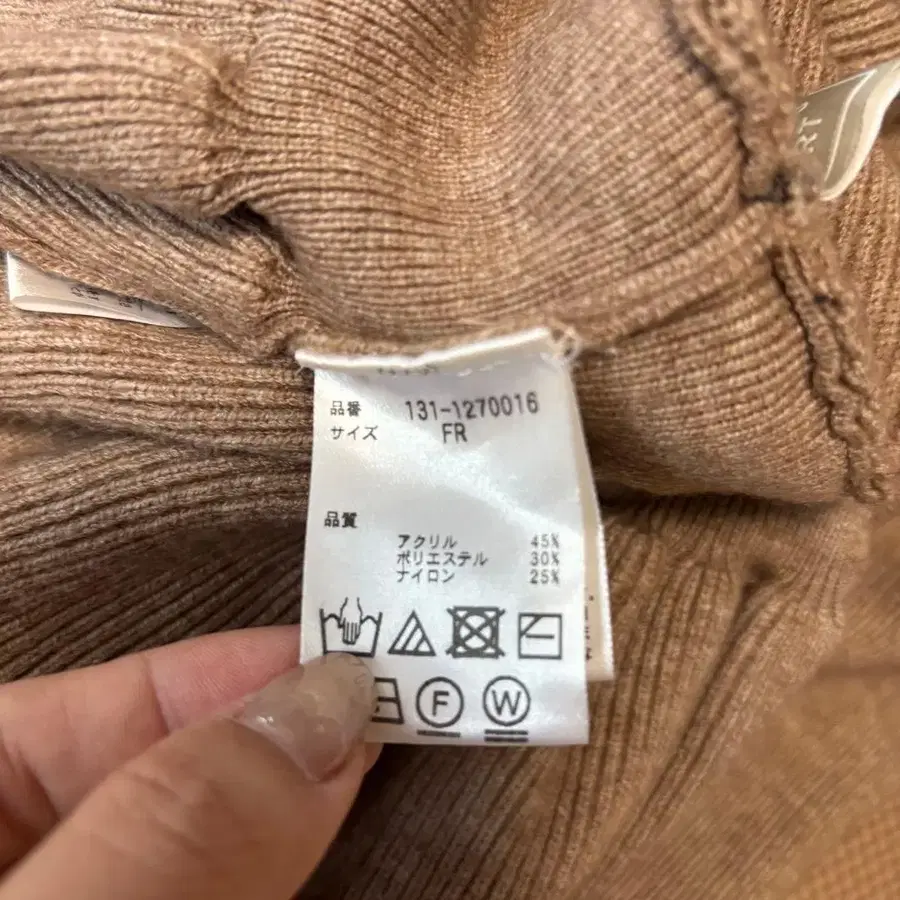 品番 131-1270016
サイズ FR
品質
アクリル 45%
ポリエステル 30%
ナイロン 25%
F W
RT